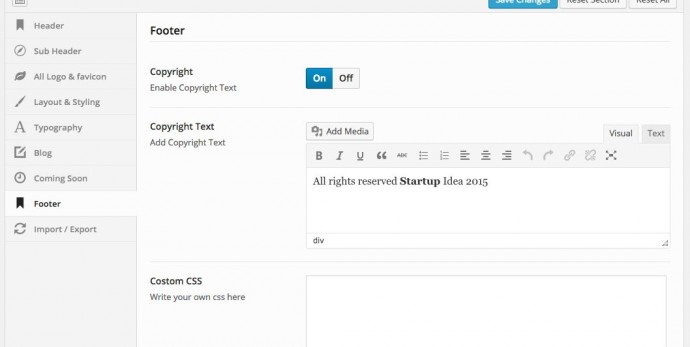 Save Changes Reset Section Reset All
Header
Sub Header
All Logo & favicon
Layout & Styling
Typography
Blog
Coming Soon
Footer
Import / Export
Footer
Copyright
Enable Copyright Text
On Off
Copyright Text
Add Copyright Text
Add Media
Visual Text
B I U ABC
All rights reserved Startup Idea 2015
div
Costom CSS
Write your own css here